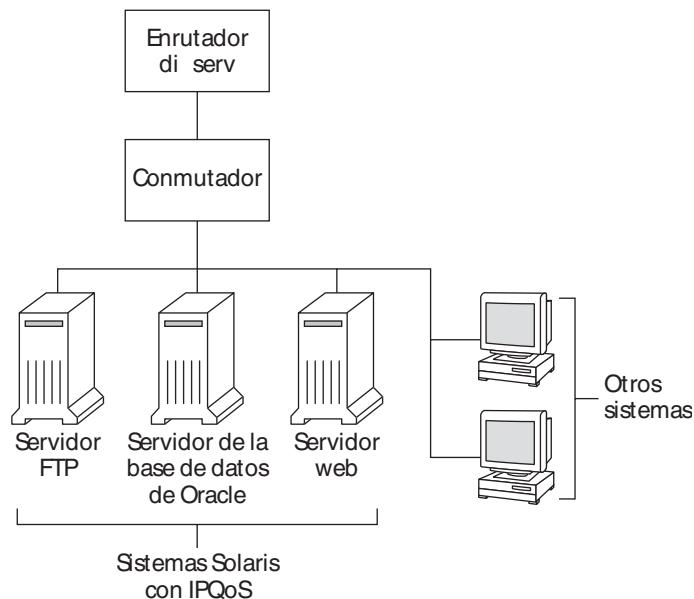 Enrutador
di serv
Conmutador
Servidor
FTP
Servidor de la
base de datos
de Oracle
Servidor
web
Otros
sistemas
Sistemas Solaris
con IPQoS